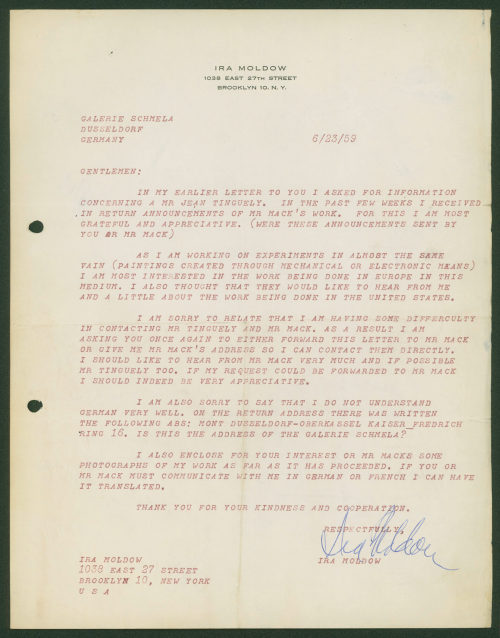 IRA MOLDOW
1038 EAST 27TH STREET
BROOKLYN 10, N. Y.
GALERIE SCHMELA
DUSSELDORF
GERMANY 6/23/59
GENTLEMEN;
IN MY EARLIER LETTER TO YOU I ASKED FOR INFORMATION
CONCERNING A MR JEAN TINGUELY. IN THE PAST FEW WEEKS I RECEIVED
IN RETURN ANNOUNCEMENTS OF MR MACK'S WORK. FOR THIS I AM MOST
GRATEFUL AND APPRECIATIVE. (WERE THESE ANNOUNCEMENTS SENT BY
YOU OR MR MACK)
AS I AM WORKING ON EXPERIMENTS IN ALMOST THE SAME
VAIN (PAINTINGS CREATED THROUGH MECHANICAL OR ELECTRONIC MEANS)
I AM MOST INTERESTED IN THE WORK BEING DONE IN EUROPE IN THIS
MEDIUM. I ALSO THOUGHT THAT THEY WOULD LIKE TO HEAR FROM ME
AND A LITTLE ABOUT THE WORK BEING DONE IN THE UNITED STATES.
I AM SORRY TO RELATE THAT I AM HAVING SOME DIFFERCULTY
IN CONTACTING MR TINGUELY AND MR MACK. AS A RESULT I AM
ASKING YOU ONCE AGAIN TO EITHER FORWARD THIS LETTER TO MR MACK
OR GIVE ME MR MACK'S ADDRESS SO I CAN CONTACT THEM DIRECTLY.
I SHOULD LIKE TO HEAR FROM MR MACK VERY MUCH AND IF POSSIBLE
MR TINGUELY TOO. IF MY REQUEST COULD BE FORWARDED TO MR MACK
I SHOULD INDEED BE VERY APPRECIATIVE.
I AM ALSO SORRY TO SAY THAT I DO NOT UNDERSTAND
GERMAN VERY WELL. ON THE RETURN ADDRESS THERE WAS WRITTEN
THE FOLLOWING ABS: MONT DUSSELDORF-OBERKASSEL KAISER FREDRICH
RING 16. IS THIS THE ADDRESS OF THE GALERIE SCHMELA?
I ALSO ENCLOSE FOR YOUR INTEREST OR MR MACKS SOME
PHOTOGRAPHS OF MY WORK AS FAR AS IT HAS PROCEEDED. IF YOU OR
MR MACK MUST COMMUNICATE WITH ME IN GERMAN OR FRENCH I CAN HAVE
IT TRANSLATED.
THANK YOU FOR YOUR KINDNESS AND COOPERATION.
RESPECTFULLY,
Ira Moldow
IRA MOLDOW
IRA MOLDOW
1038 EAST 27 STREET
BROOKLYN 10, NEW YORK
U S A